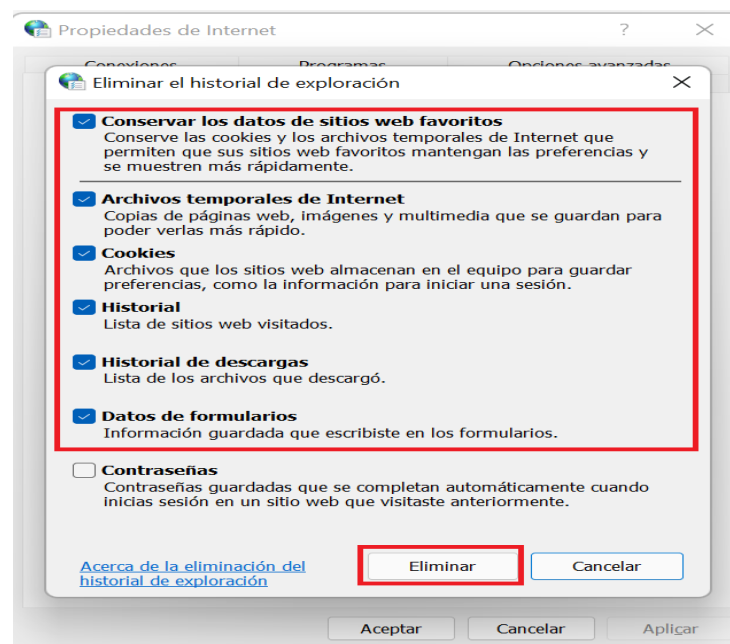 Propiedades de Internet
Conexiones Programas Opciones avanzadas
Eliminar el historial de exploración
Conservar los datos de sitios web favoritos
Conserve las cookies y los archivos temporales de Internet que
permiten que sus sitios web favoritos mantengan las preferencias y
se muestren más rápidamente.
Archivos temporales de Internet
Copias de páginas web, imágenes y multimedia que se guardan para
poder verlas más rápido.
Cookies
Archivos que los sitios web almacenan en el equipo para guardar
preferencias, como la información para iniciar una sesión.
Historial
Lista de sitios web visitados.
Historial de descargas
Lista de los archivos que descargó.
Datos de formularios
Información guardada que escribiste en los formularios.
Contraseñas
Contraseñas guardadas que se completan automáticamente cuando
inicias sesión en un sitio web que visitaste anteriormente.
Acerca de la eliminación del
historial de exploración
Eliminar Cancelar
Aceptar Cancelar Aplicar